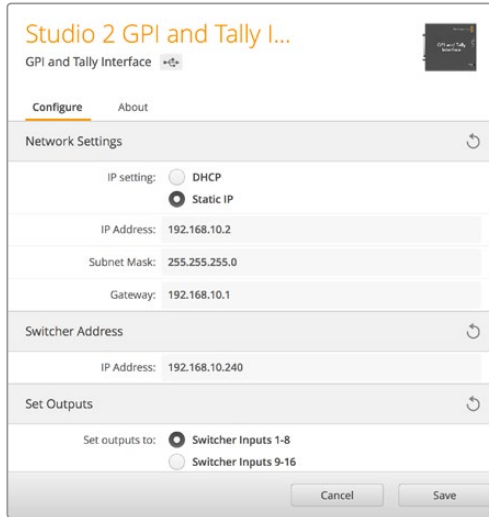 Studio 2 GPI and Tally I...
GPI and Tally Interface
Configure About
Network Settings
IP setting: DHCP
Static IP
IP Address: 192.168.10.2
Subnet Mask: 255.255.255.0
Gateway: 192.168.10.1
Switcher Address
IP Address: 192.168.10.240
Set Outputs
Set outputs to: Switcher Inputs 1-8
Switcher Inputs 9-16
Cancel Save